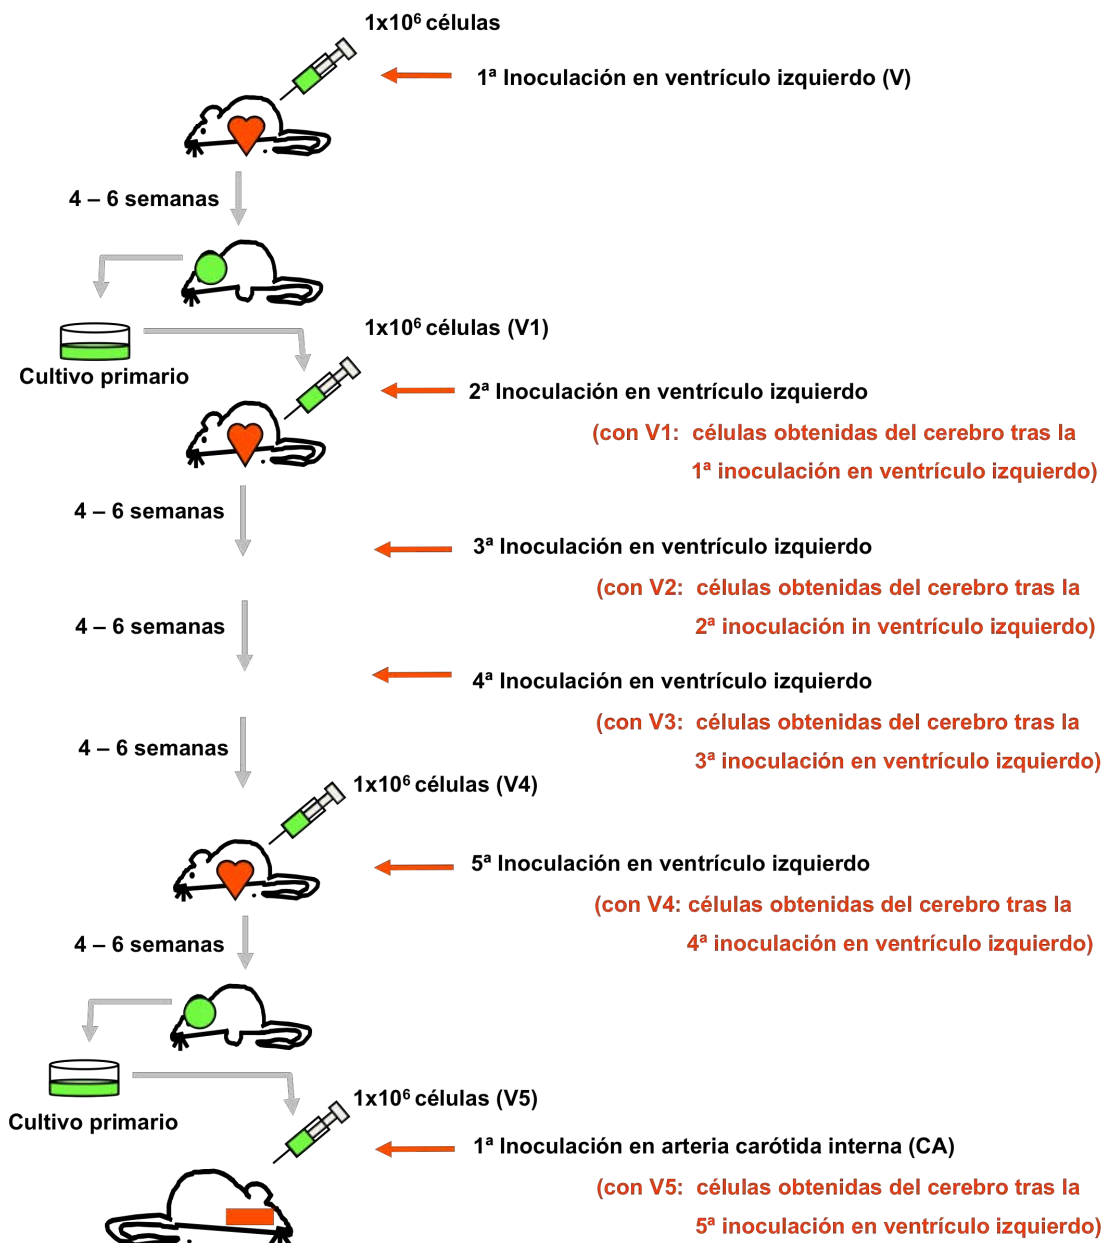 1x10⁶ células
1ª Inoculación en ventrículo izquierdo (V)
4 – 6 semanas
1x10⁶ células (V1)
Cultivo primario
2ª Inoculación en ventrículo izquierdo
(con V1: células obtenidas del cerebro tras la
1ª inoculación en ventrículo izquierdo)
4 – 6 semanas
3ª Inoculación en ventrículo izquierdo
(con V2: células obtenidas del cerebro tras la
2ª inoculación in ventrículo izquierdo)
4 – 6 semanas
4ª Inoculación en ventrículo izquierdo
(con V3: células obtenidas del cerebro tras la
3ª inoculación en ventrículo izquierdo)
4 – 6 semanas
1x10⁶ células (V4)
5ª Inoculación en ventrículo izquierdo
(con V4: células obtenidas del cerebro tras la
4ª inoculación en ventrículo izquierdo)
4 – 6 semanas
1x10⁶ células (V5)
Cultivo primario
1ª Inoculación en arteria carótida interna (CA)
(con V5: células obtenidas del cerebro tras la
5ª inoculación en ventrículo izquierdo)